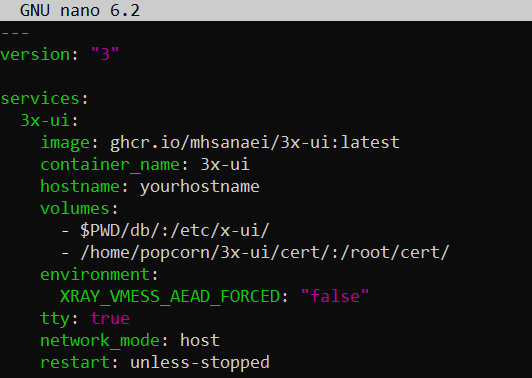 GNU nano 6.2
---
version: "3"

services:
  3x-ui:
    image: ghcr.io/mhsanaei/3x-ui:latest
    container_name: 3x-ui
    hostname: yourhostname
    volumes:
      - $PWD/db/:/etc/x-ui/
      - /home/popcorn/3x-ui/cert/:/root/cert/
    environment:
      XRAY_VMESS_AEAD_FORCED: "false"
    tty: true
    network_mode: host
    restart: unless-stopped